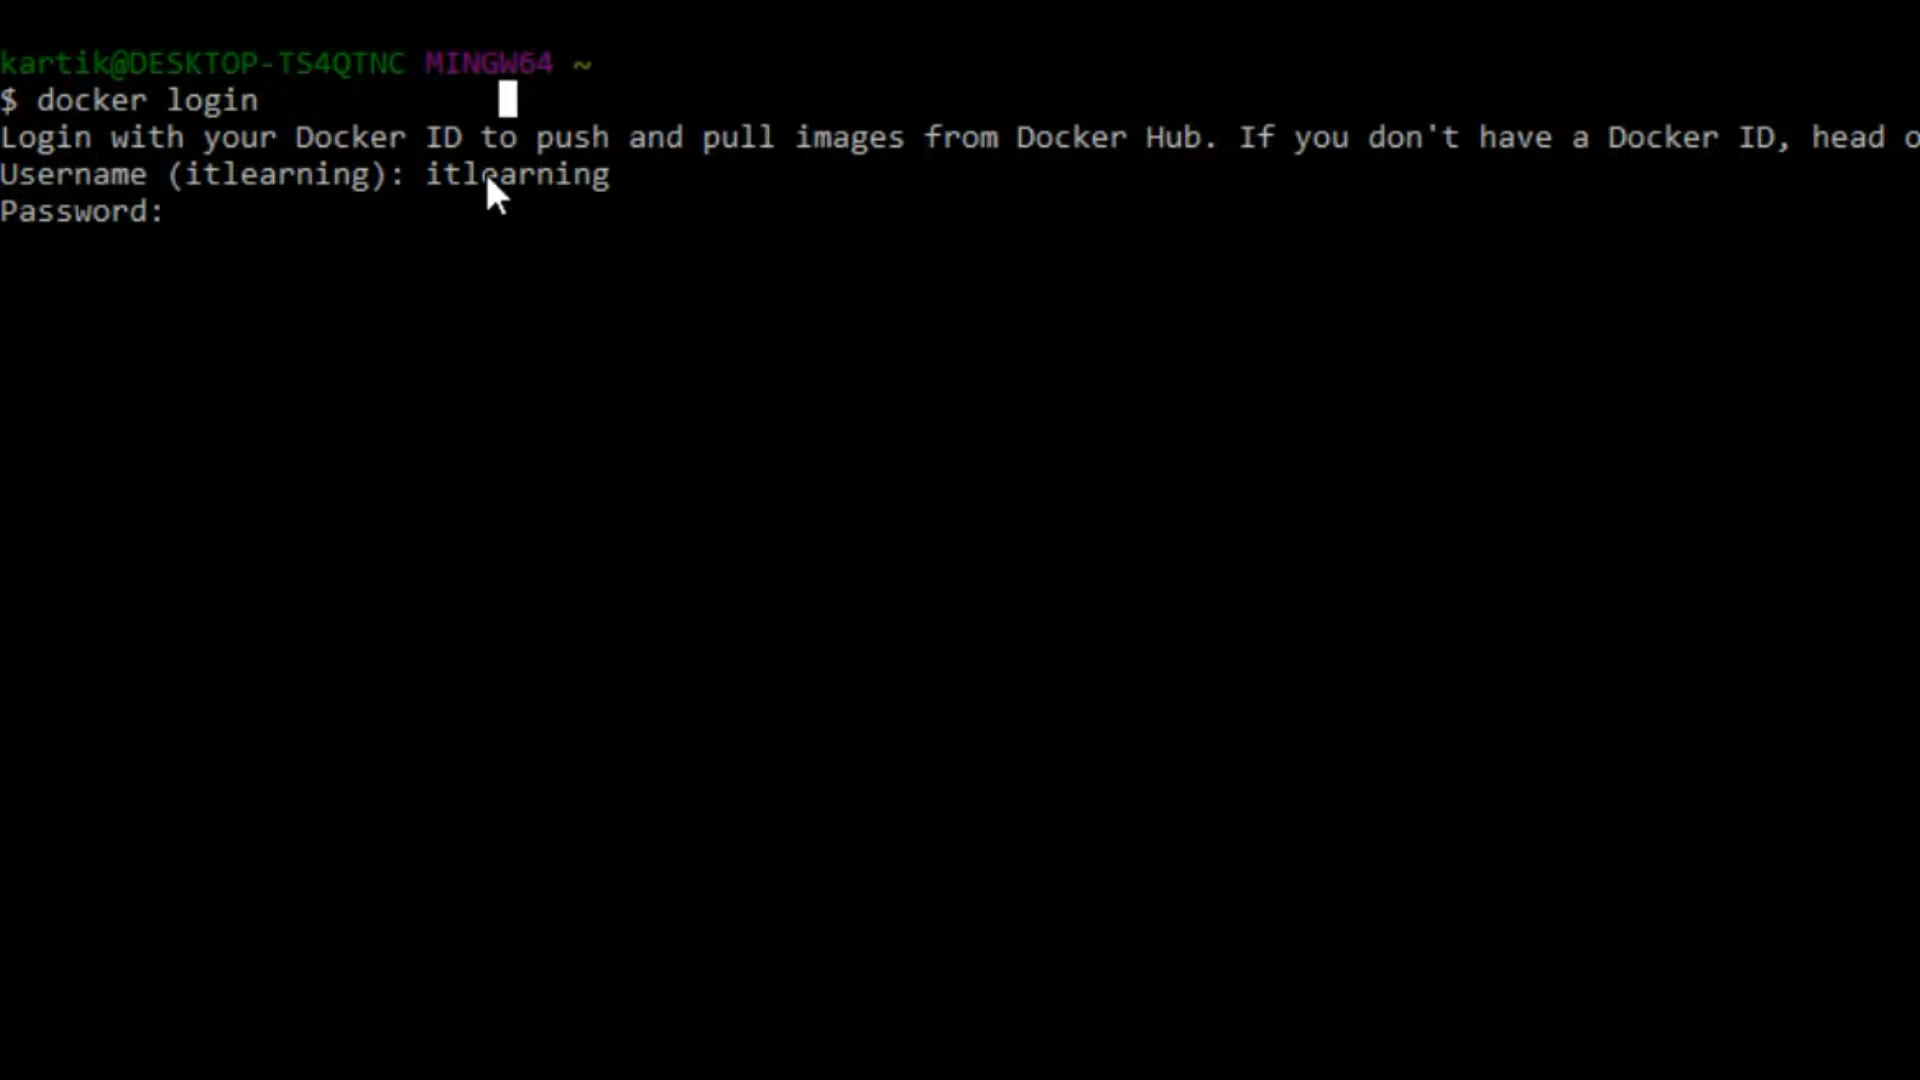 kartik@DESKTOP-TS4QTNC MINGW64 ~
$ docker login
Login with your Docker ID to push and pull images from Docker Hub. If you don't have a Docker ID, head
Username (itlearning): itlearning
Password: